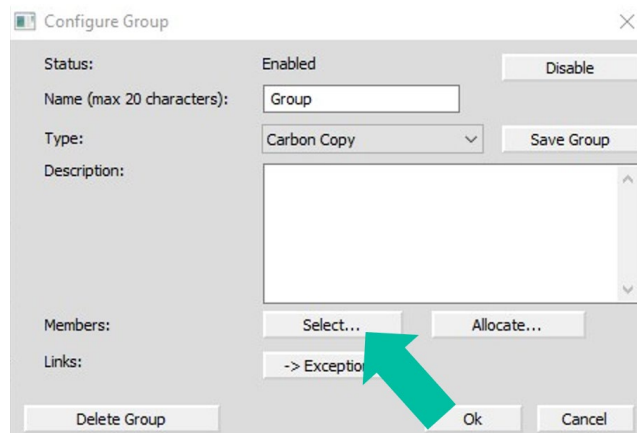 Configure Group
Status: Enabled Disable
Name (max 20 characters): Group
Type: Carbon Copy Save Group
Description:
Members: Select... Allocate...
Links: -> Exception
Delete Group Ok Cancel